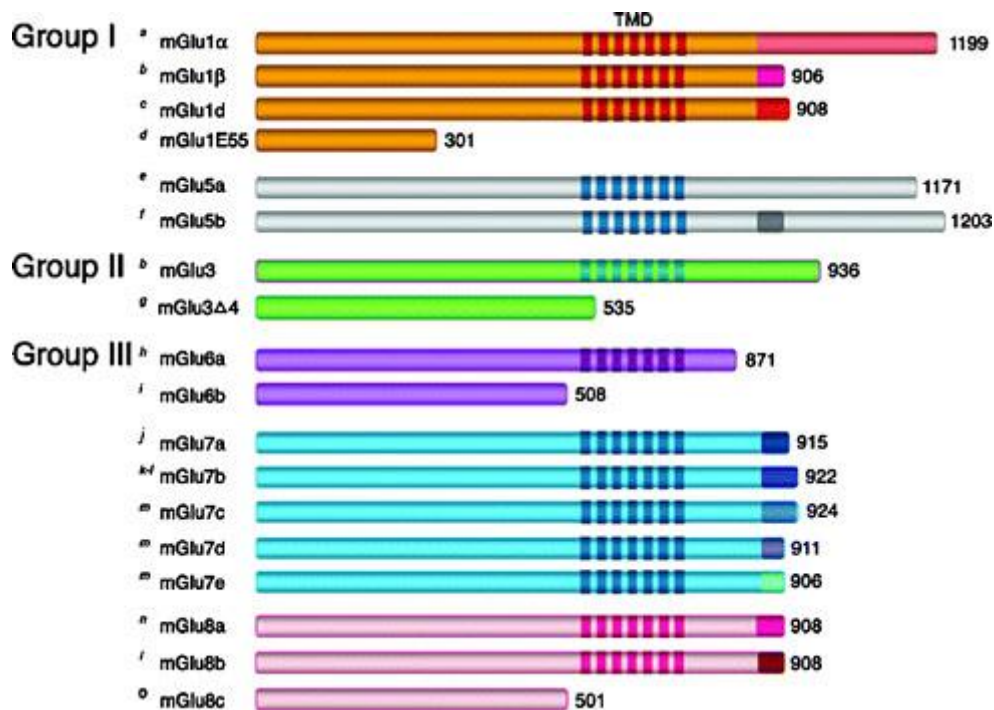 TMD
Group I a mGlu1α 1199
b mGlu1β 906
c mGlu1d 908
d mGlu1E55 301
e mGlu5a 1171
f mGlu5b 1203
Group II b mGlu3 936
g mGlu3Δ4 535
Group III h mGlu6a 871
i mGlu6b 508
j mGlu7a 915
k-l mGlu7b 922
m mGlu7c 924
m mGlu7d 911
m mGlu7e 906
n mGlu8a 908
i mGlu8b 908
o mGlu8c 501